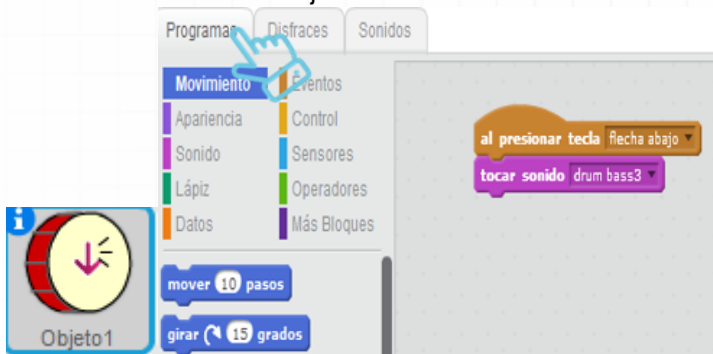 Programas Disfraces Sonidos
Movimiento Eventos
Apariencia Control
Sonido Sensores
Lápiz Operadores
Datos Más Bloques
al presionar tecla flecha abajo
tocar sonido drum bass3
mover 10 pasos
girar 15 grados
i
Objeto1